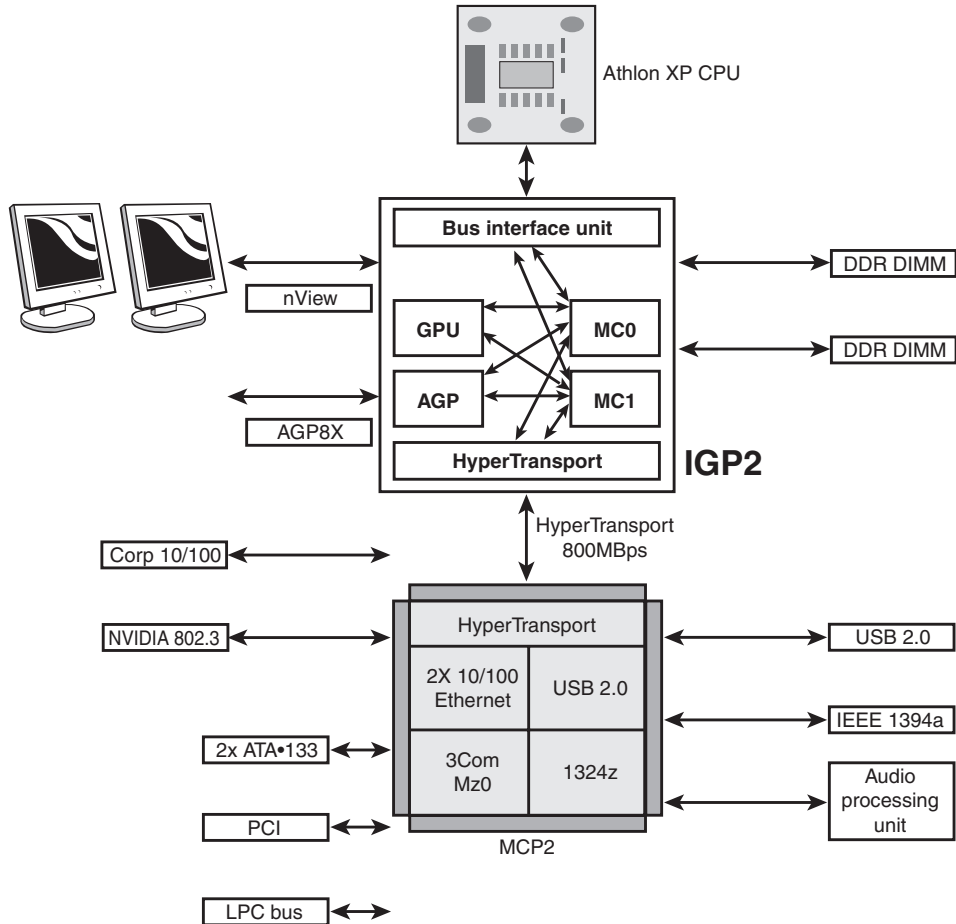 Athlon XP CPU
Bus interface unit
nView
GPU
MC0
DDR DIMM
AGP
MC1
DDR DIMM
AGP8X
HyperTransport
IGP2
HyperTransport
800MBps
Corp 10/100
NVIDIA 802.3
HyperTransport
USB 2.0
2X 10/100
Ethernet
USB 2.0
IEEE 1394a
2x ATA•133
3Com
Mz0
1324z
Audio
processing
unit
PCI
MCP2
LPC bus